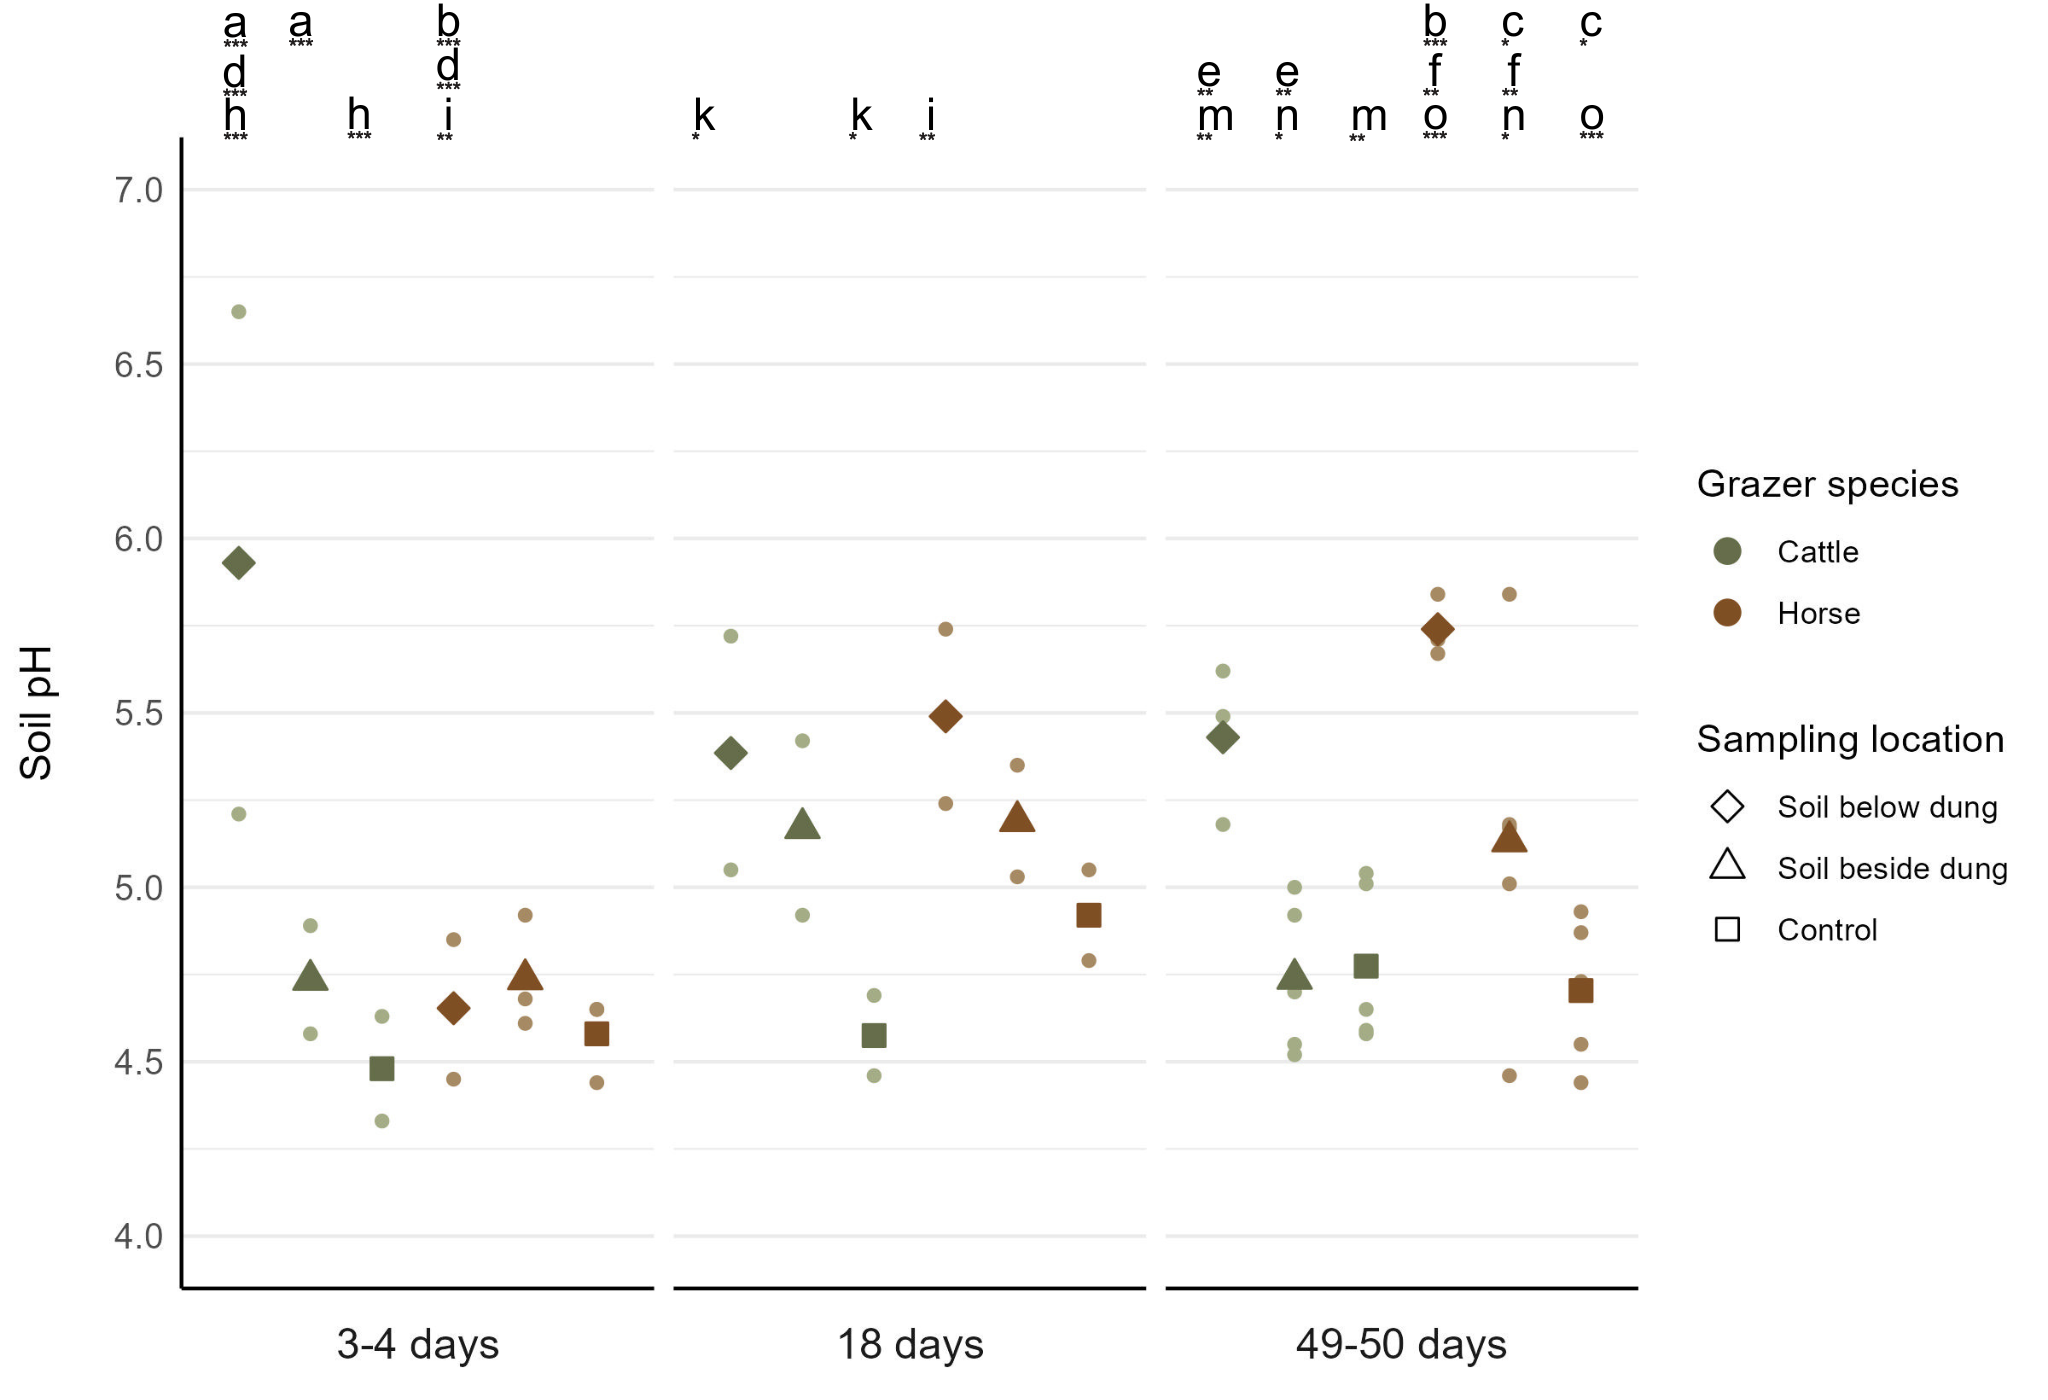 a a b b c c
*** *** *** *** * *
d d e e f f
*** *** ** ** ** **
h h i k k i m n m o n o
*** *** ** * * ** ** * ** *** * ***
7.0
6.5
6.0
5.5
5.0
4.5
4.0
Soil pH
3-4 days
18 days
49-50 days
Grazer species
Cattle
Horse
Sampling location
Soil below dung
Soil beside dung
Control